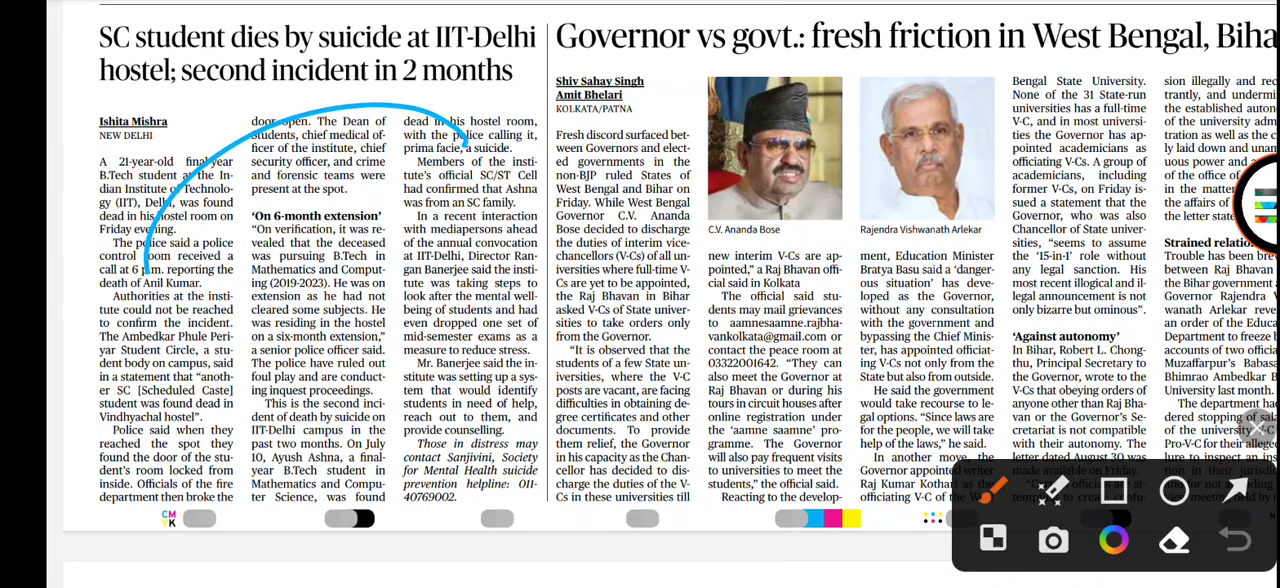 SC student dies by suicide at IIT-Delhi
hostel; second incident in 2 months
Ishita Mishra
NEW DELHI
A 21-year-old final year
B.Tech student at the In-
dian Institute of Technolo-
gy (IIT), Delhi, was found
dead in his hostel room on
Friday evening.
The police said a police
control room received a
call at 6 p.m. reporting the
death of Anil Kumar.
Authorities at the insti-
tute could not be reached
to confirm the incident.
The Ambedkar Phule Peri-
yar Student Circle, a stu-
dent body on campus, said
in a statement that “anoth-
er SC [Scheduled Caste]
student was found dead in
Vindhyachal hostel”.
Police said when they
reached the spot they
found the door of the stu-
dent’s room locked from
inside. Officials of the fire
department then broke the
door open. The Dean of
students, chief medical of-
ficer of the institute, chief
security officer, and crime
and forensic teams were
present at the spot.
‘On 6-month extension’
“On verification, it was re-
vealed that the deceased
was pursuing B.Tech in
Mathematics and Comput-
ing (2019-2023). He was on
extension as he had not
cleared some subjects. He
was residing in the hostel
on a six-month extension,”
a senior police officer said.
The police have ruled out
foul play and are conduct-
ing inquest proceedings.
This is the second inci-
dent of death by suicide on
IIT-Delhi campus in the
past two months. On July
10, Ayush Ashna, a final-
year B.Tech student in
Mathematics and Compu-
ter Science, was found
dead in his hostel room,
with the police calling it,
prima facie, a suicide.
Members of the insti-
tute’s official SC/ST Cell
had confirmed that Ashna
was from an SC family.
In a recent interaction
with mediapersons ahead
of the annual convocation
at IIT-Delhi, Director Ran-
gan Banerjee said the insti-
tute was taking steps to
look after the mental well-
being of students and had
even dropped one set of
mid-semester exams as a
measure to reduce stress.
Mr. Banerjee said the in-
stitute was setting up a sys-
tem that would identify
students in need of help,
reach out to them, and
provide counselling.
Those in distress may
contact Sanjivini, Society
for Mental Health suicide
prevention helpline: 011-
40769002.
Governor vs govt.: fresh friction in West Bengal, Biha
Shiv Sahay Singh
Amit Bhelari
KOLKATA/PATNA
Fresh discord surfaced bet-
ween Governors and elect-
ed governments in the
non-BJP ruled States of
West Bengal and Bihar on
Friday. While West Bengal
Governor C.V. Ananda
Bose decided to discharge
the duties of interim vice-
chancellors (V-Cs) of all un-
iversities where full-time V-
Cs are yet to be appointed,
the Raj Bhavan in Bihar
asked V-Cs of State univer-
sities to take orders only
from the Governor.
“It is observed that the
students of a few State un-
iversities, where the V-C
posts are vacant, are facing
difficulties in obtaining de-
gree certificates and other
documents. To provide
them relief, the Governor
in his capacity as the Chan-
cellor has decided to dis-
charge the duties of the V-
Cs in these universities till
C.V. Ananda Bose
new interim V-Cs are ap-
pointed,” a Raj Bhavan offi-
cial said in Kolkata
The official said stu-
dents may mail grievances
to aamnesaamne.rajbha-
vankolkata@gmail.com or
contact the peace room at
03322001642. “They can
also meet the Governor at
Raj Bhavan or during his
tours in circuit houses after
online registration under
the ‘aamne saamne’ pro-
gramme. The Governor
will also pay frequent visits
to universities to meet the
students,” the official said.
Reacting to the develop-
Rajendra Vishwanath Arlekar
ment, Education Minister
Bratya Basu said a ‘danger-
ous situation’ has deve-
loped as the Governor,
without any consultation
with the government and
bypassing the Chief Minis-
ter, has appointed officiat-
ing V-Cs not only from the
State but also from outside.
He said the government
would take recourse to le-
gal options. “Since laws are
for the people, we will take
help of the laws,” he said.
In another move, the
Governor appointed writer
Raj Kumar Kothari as the
officiating V-C of the West
Bengal State University.
None of the 31 State-run
universities has a full-time
V-C, and in most universi-
ties the Governor has ap-
pointed academicians as
officiating V-Cs. A group of
academicians, including
former V-Cs, on Friday is-
sued a statement that the
Governor, who was also
Chancellor of State univer-
sities, “seems to assume
the ‘15-in-1’ role without
any legal sanction. His
most recent illogical and il-
legal announcement is not
only bizarre but ominous”.
‘Against autonomy’
In Bihar, Robert L. Chong-
thu, Principal Secretary to
the Governor, wrote to the
V-Cs that obeying orders of
anyone other than Raj Bha-
van or the Governor’s Se-
cretariat is not compatible
with their autonomy. The
letter dated August 30 was
made available on Friday.
sion illegally and
trantly, and undermi
the established auton
of the university adm
tration as well as the c
ly laid down and unam
uous power and
of the office of
in the matter
the affairs of
the letter state
Strained relatio
Trouble has been bre
between Raj Bhavan
the Bihar government
Governor Rajendra
wanath Arlekar reve
an order of the Educa
Department to freeze
accounts of two official
Muzaffarpur’s Babasa
Bhimrao Ambedkar B
University last month.
The department ha
dered stopping of sala
of the university
Pro-V-C for their alleged
CM
YK